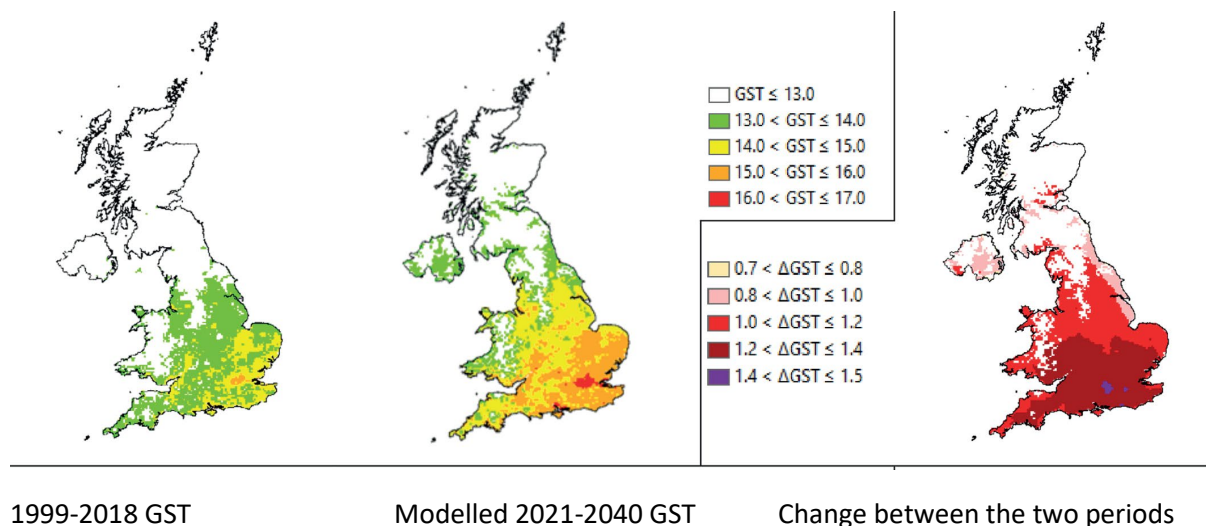 GST ≤ 13.0
13.0 < GST ≤ 14.0
14.0 < GST ≤ 15.0
15.0 < GST ≤ 16.0
16.0 < GST ≤ 17.0
0.7 < ΔGST ≤ 0.8
0.8 < ΔGST ≤ 1.0
1.0 < ΔGST ≤ 1.2
1.2 < ΔGST ≤ 1.4
1.4 < ΔGST ≤ 1.5
1999-2018 GST Modelled 2021-2040 GST Change between the two periods